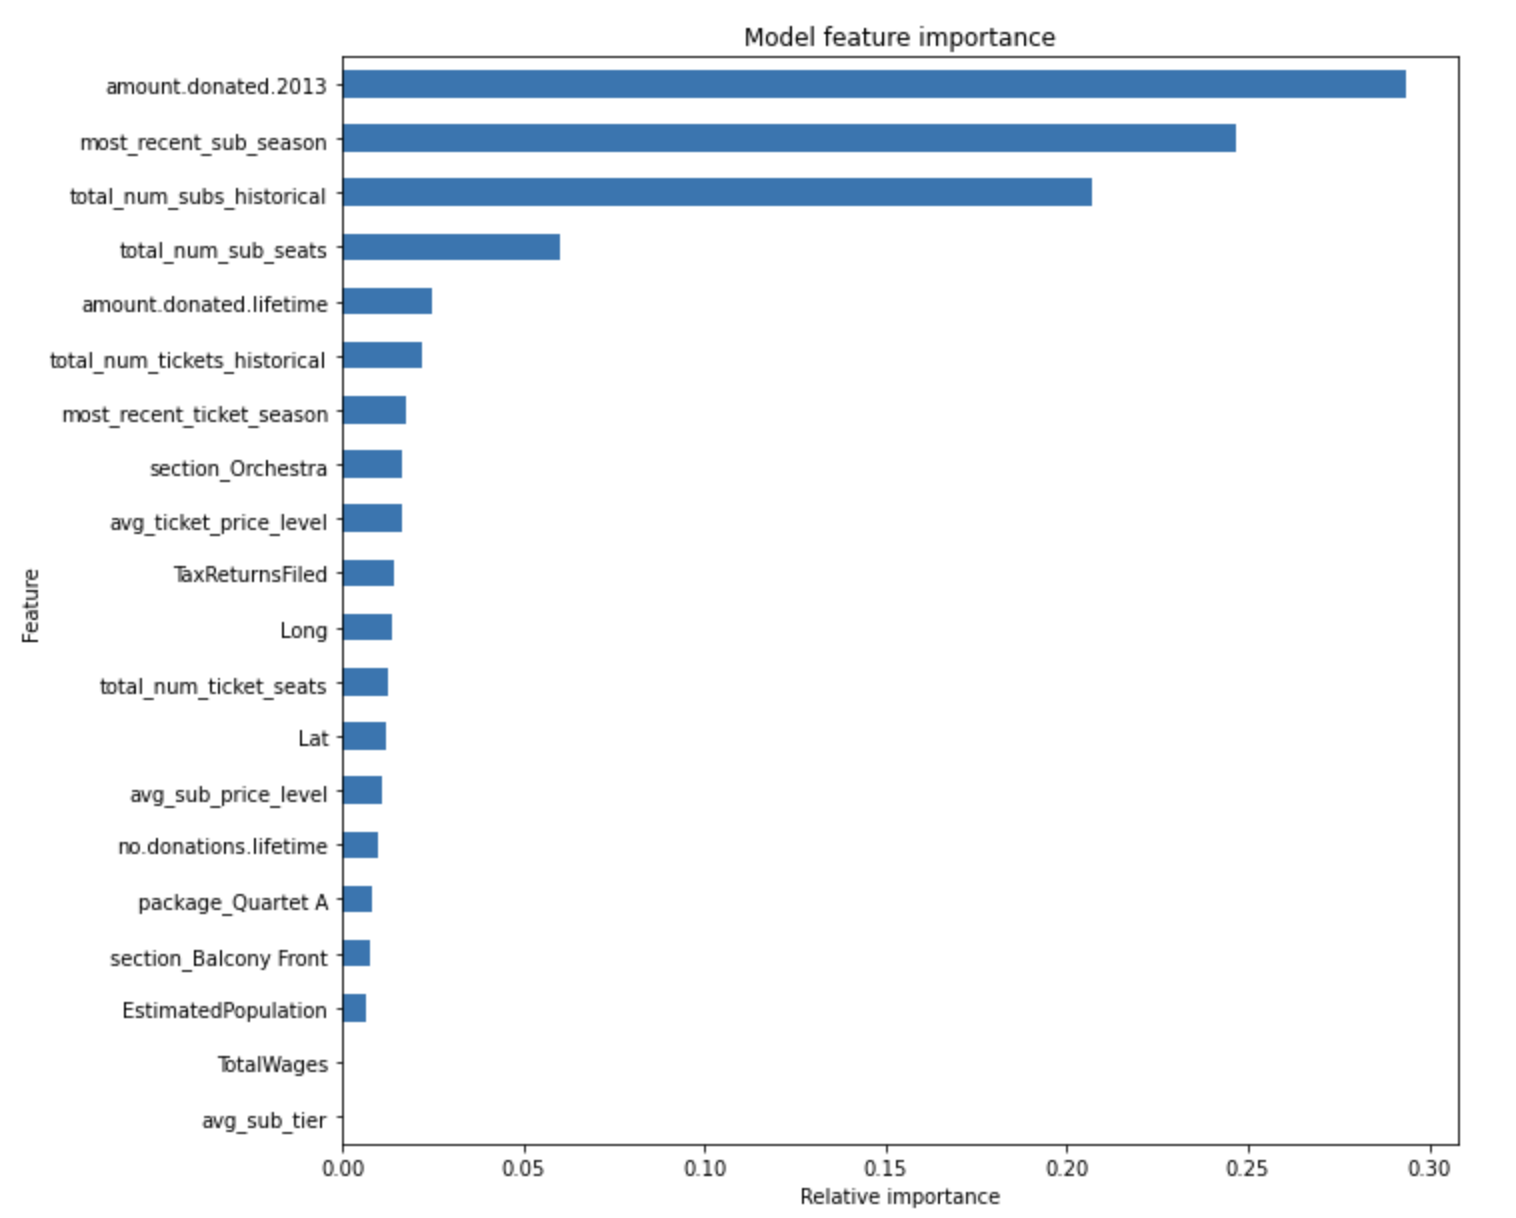 Model feature importance
amount.donated.2013
most_recent_sub_season
total_num_subs_historical
total_num_sub_seats
amount.donated.lifetime
total_num_tickets_historical
most_recent_ticket_season
section_Orchestra
avg_ticket_price_level
TaxReturnsFiled
Long
total_num_ticket_seats
Lat
avg_sub_price_level
no.donations.lifetime
package_Quartet A
section_Balcony Front
EstimatedPopulation
TotalWages
avg_sub_tier
Feature
0.00 0.05 0.10 0.15 0.20 0.25 0.30
Relative importance